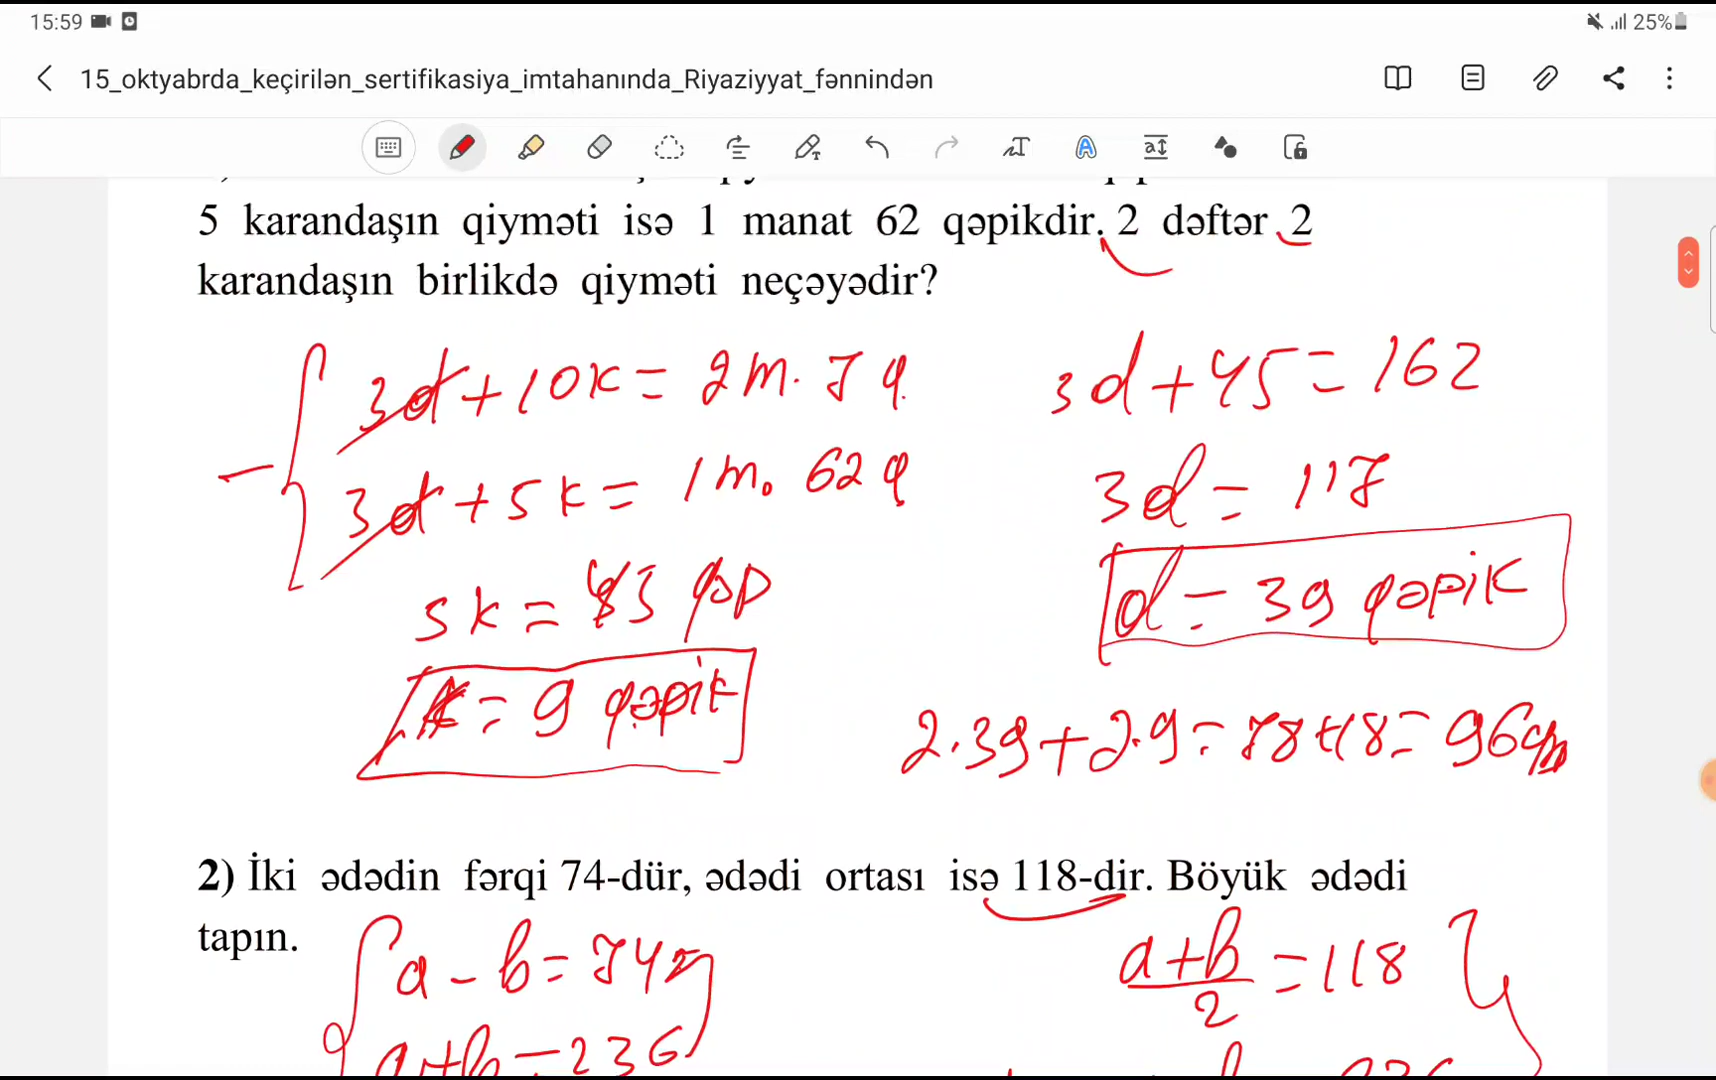 15:59
25%
15_oktyabrda_keçirilən_sertifikasiya_imtahanında_Riyaziyyat_fənnindən
5 karandaşın qiyməti isə 1 manat 62 qəpikdir. 2 dəftər 2
karandaşın birlikdə qiyməti neçəyədir?
3d+10k=2m. 7q.
3d+5k= 1m. 62q
5k= 45 qəp
k=9 qəpik
3d+45=162
3d=117
d=39 qəpik
2·39+2·9=78+18=96
2) İki ədədin fərqi 74-dür, ədədi ortası isə 118-dir. Böyük ədədi
tapın.
a-b=74
a+b=236
a+b/2=118